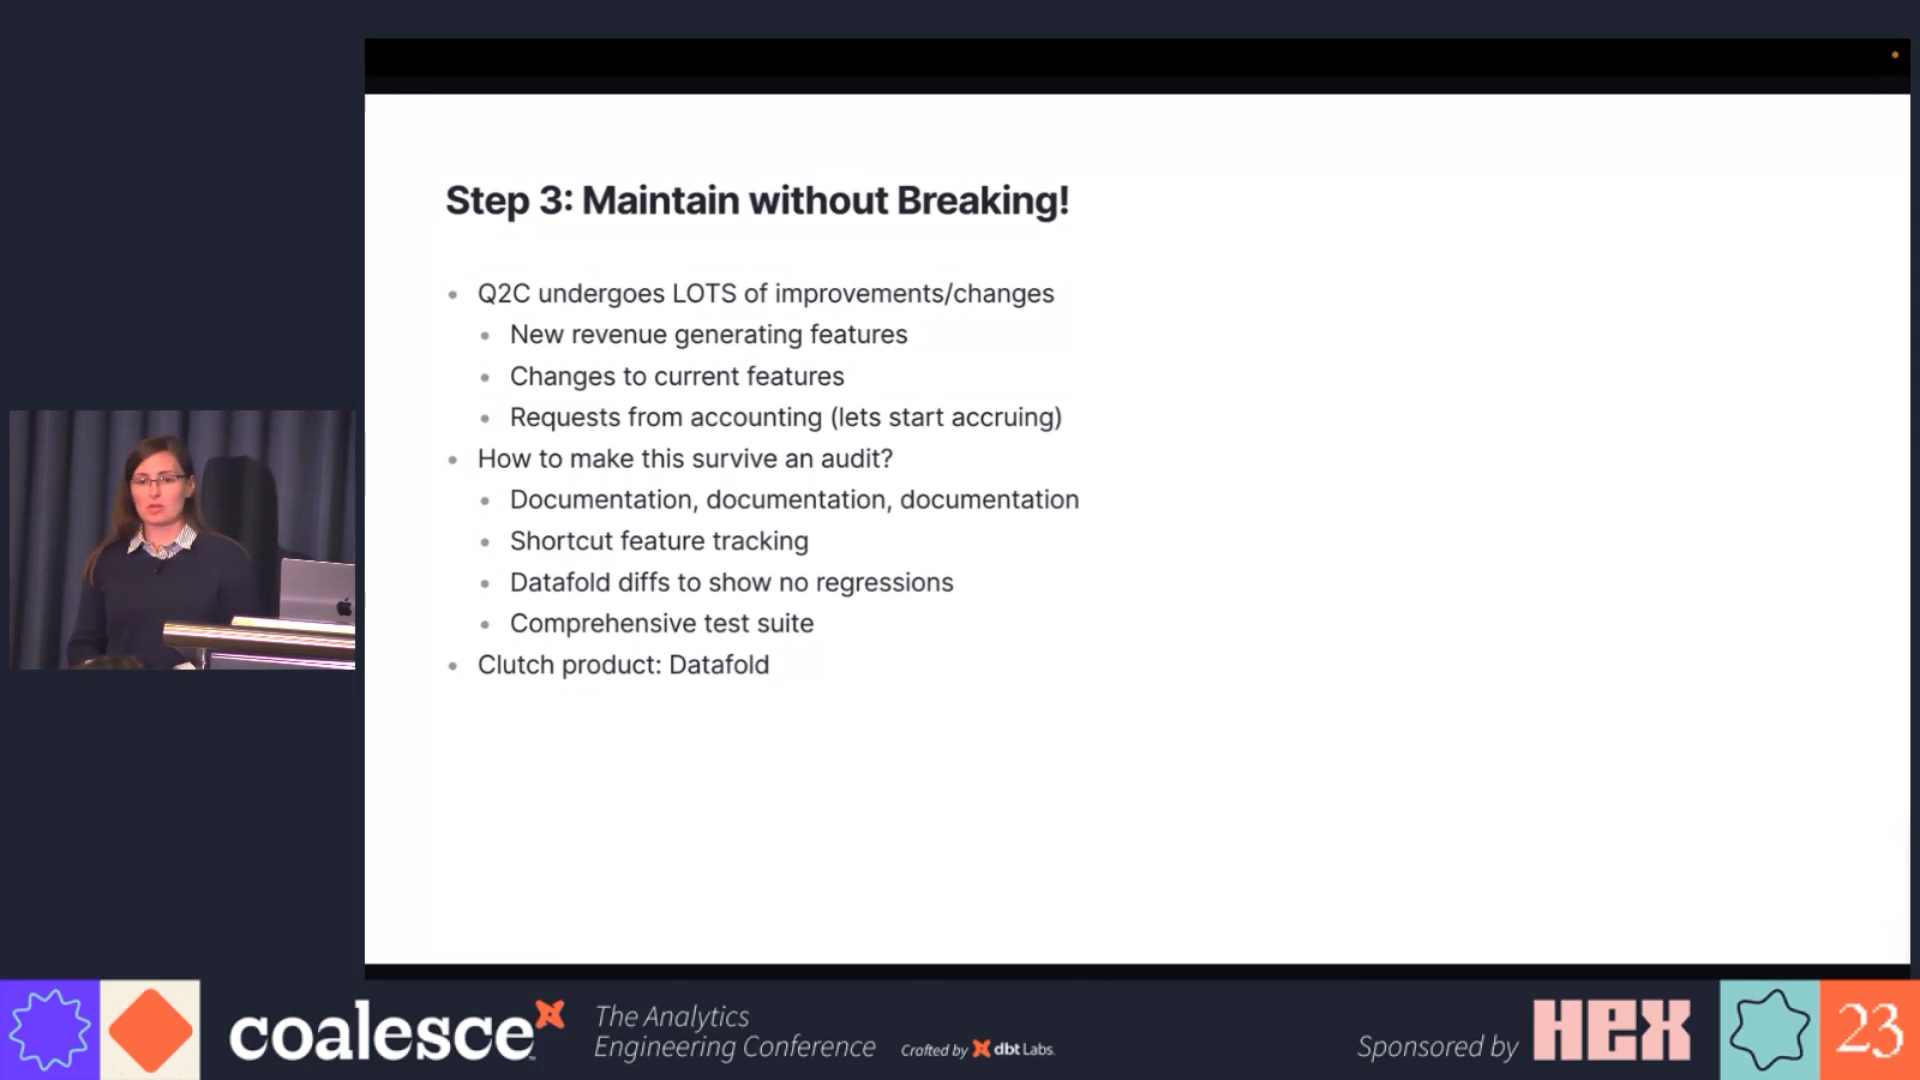 Step 3: Maintain without Breaking!
Q2C undergoes LOTS of improvements/changes
New revenue generating features
Changes to current features
Requests from accounting (lets start accruing)
How to make this survive an audit?
Documentation, documentation, documentation
Shortcut feature tracking
Datafold diffs to show no regressions
Comprehensive test suite
Clutch product: Datafold
coalesce
The Analytics
Engineering Conference
Crafted by dbt Labs
Sponsored by HEX
23